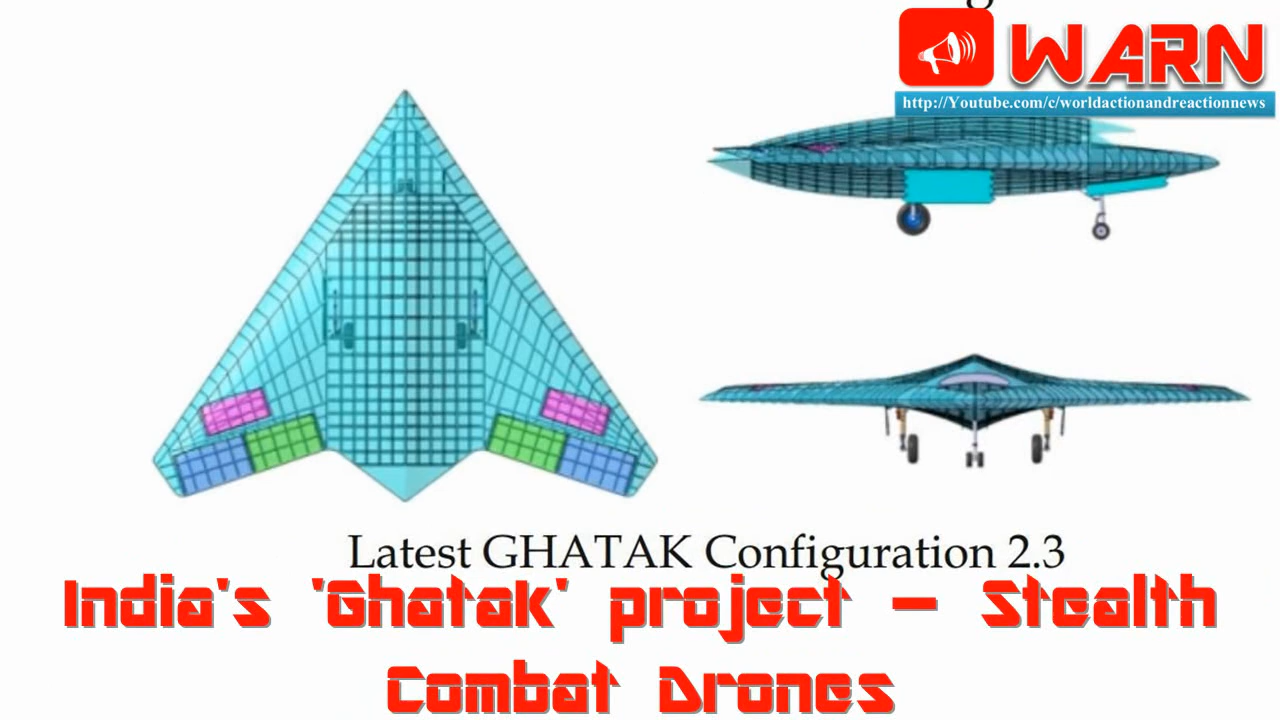 WARN
http://Youtube.com/c/worldactionandreactionnews
Latest GHATAK Configuration 2.3
India's 'Ghatak' project - Stealth
Combat Drones